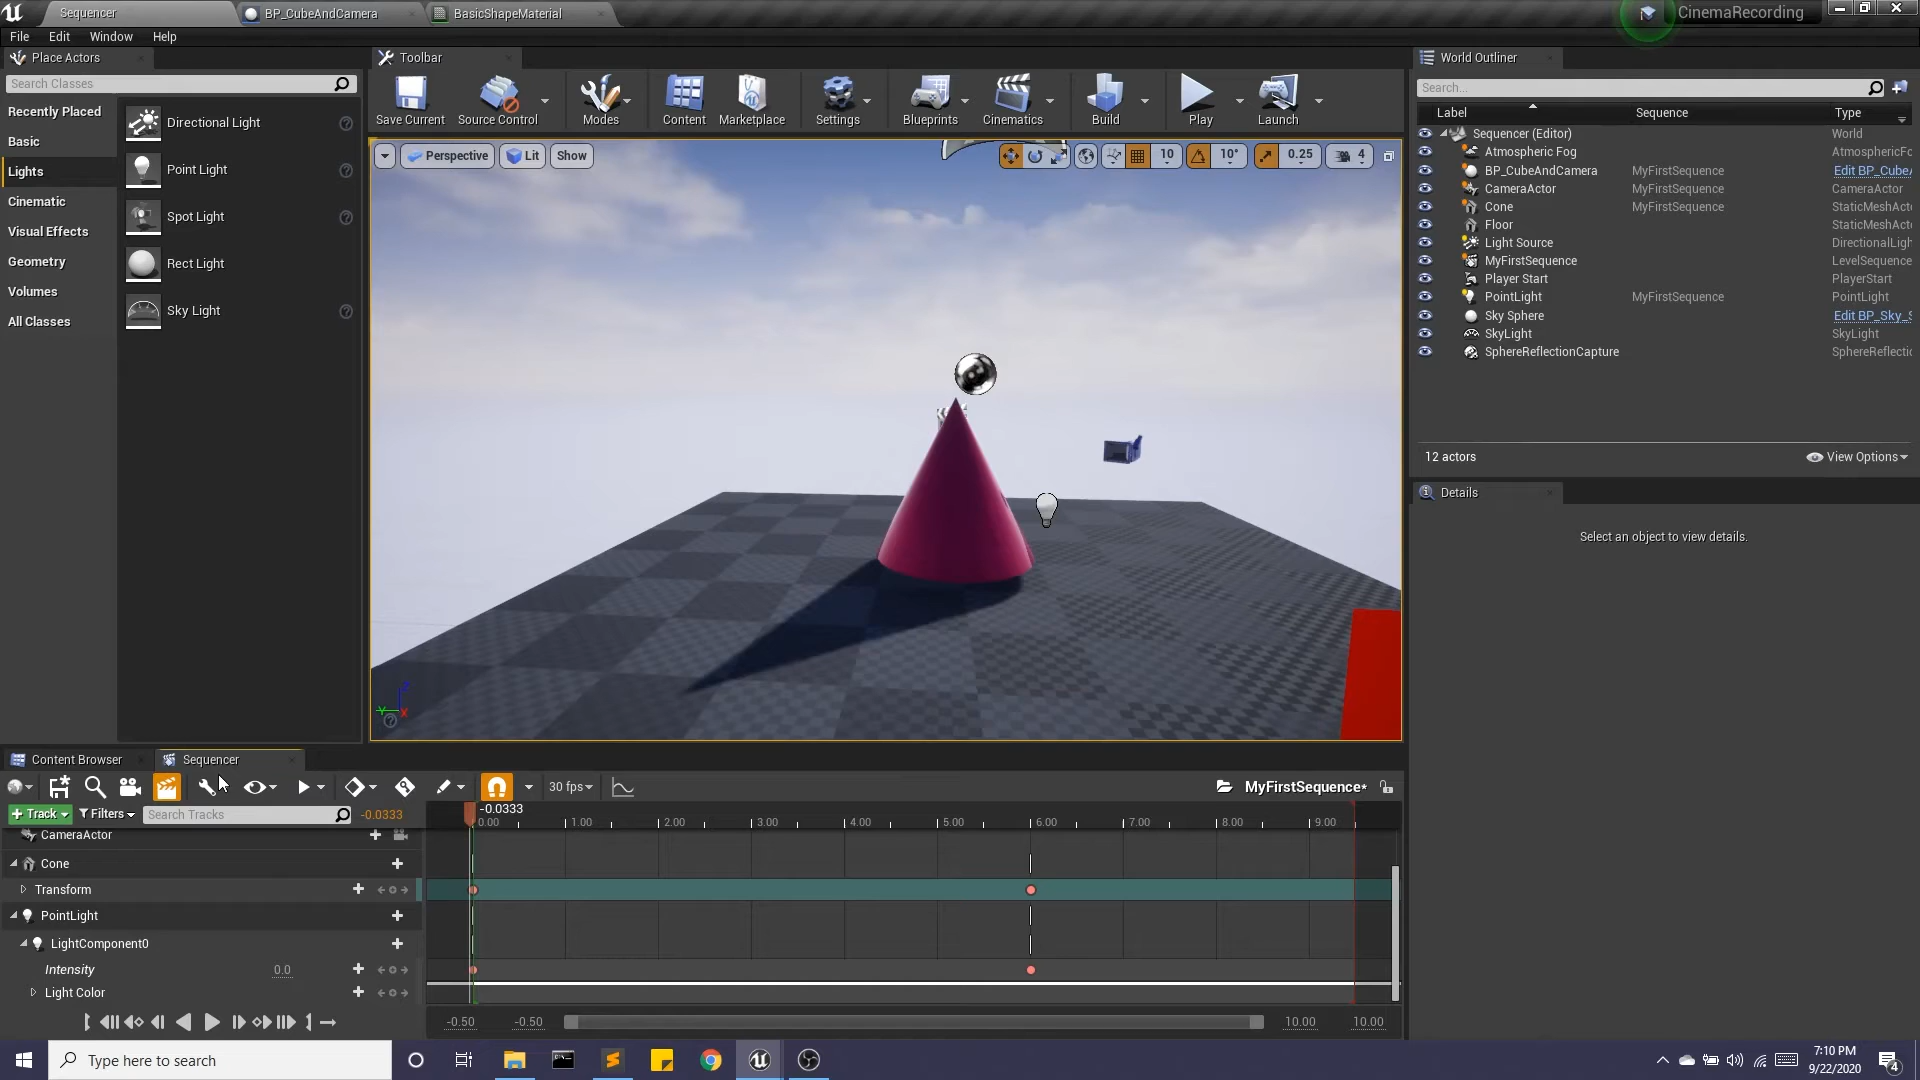 Sequencer
BP_CubeAndCamera
BasicShapeMaterial
CinemaRecording
File Edit Window Help
Place Actors
Search Classes
Recently Placed
Basic
Lights
Cinematic
Visual Effects
Geometry
Volumes
All Classes
Directional Light
Point Light
Spot Light
Rect Light
Sky Light
Toolbar
Save Current
Source Control
Modes
Content
Marketplace
Settings
Blueprints
Cinematics
Build
Play
Launch
Perspective Lit Show
10 10° 0.25 4
World Outliner
Search...
Label Sequence Type
Sequencer (Editor) World
Atmospheric Fog AtmosphericFo
BP_CubeAndCamera MyFirstSequence Edit BP_Cube
CameraActor MyFirstSequence CameraActor
Cone MyFirstSequence StaticMeshAct
Floor StaticMeshAct
Light Source DirectionalLigh
MyFirstSequence LevelSequence
Player Start PlayerStart
PointLight MyFirstSequence PointLight
Sky Sphere Edit BP_Sky_S
SkyLight SkyLight
SphereReflectionCapture SphereReflecti
12 actors
View Options
Details
Select an object to view details.
Content Browser
Sequencer
30 fps
MyFirstSequence*
Track Filters Search Tracks -0.0333
-0.0333
0.00 1.00 2.00 3.00 4.00 5.00 6.00 7.00 8.00 9.00
CameraActor
Cone
Transform
PointLight
LightComponent0
Intensity 0.0
Light Color
-0.50 -0.50 10.00 10.00
Type here to search
7:10 PM
9/22/2020
4